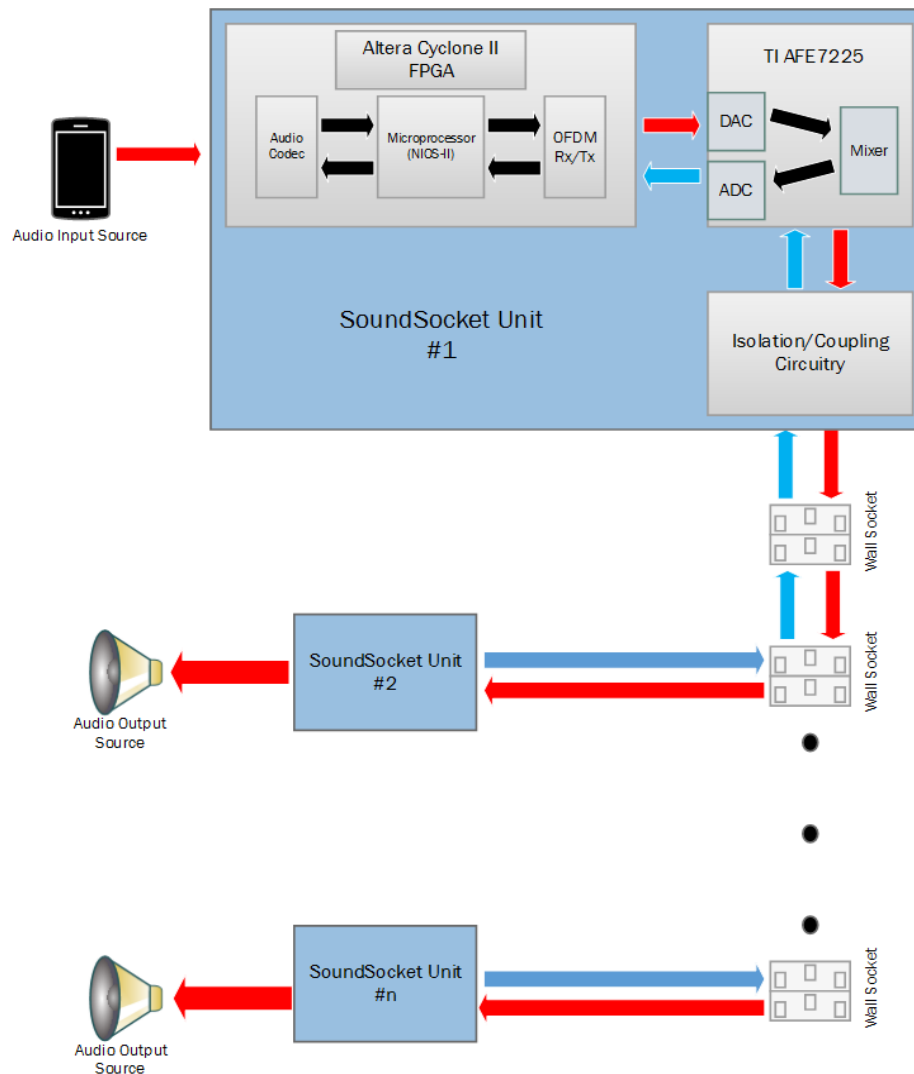 Altera Cyclone II
FPGA
TI AFE7225
Audio
Codec
Microprocessor
(NIOS-II)
OFDM
Rx/Tx
DAC
ADC
Mixer
Audio Input Source
SoundSocket Unit
#1
Isolation/Coupling
Circuitry
Wall Socket
SoundSocket Unit
#2
Wall Socket
Audio Output
Source
SoundSocket Unit
#n
Wall Socket
Audio Output
Source